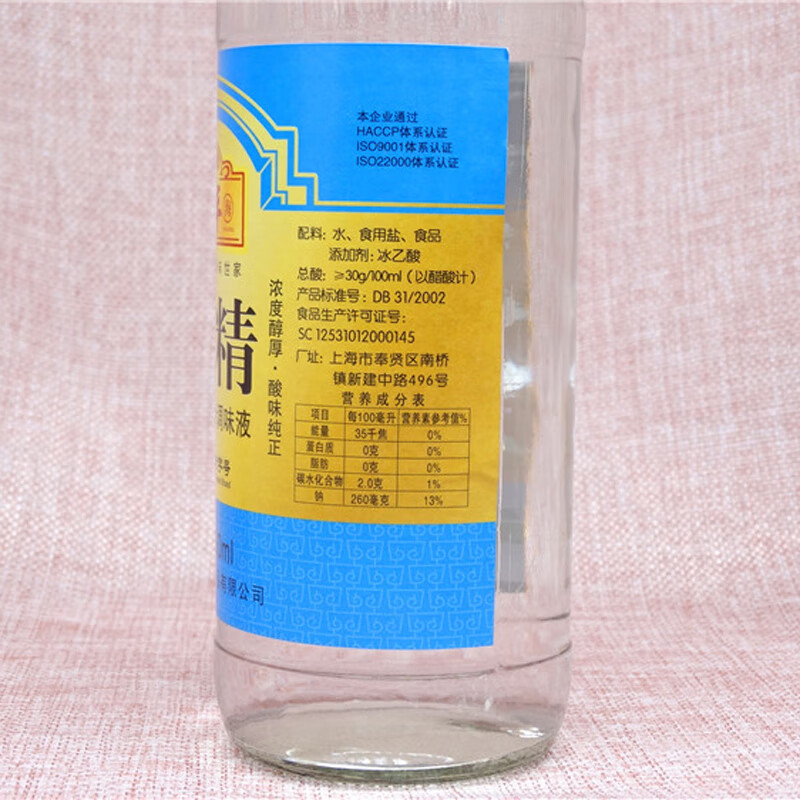 本企业通过
HACCP体系认证
ISO9001体系认证
ISO22000体系认证
配料: 水、食用盐、食品
添加剂: 冰乙酸
总酸: ≥30g/100ml (以醋酸计)
产品标准号: DB 31/2002
食品生产许可证号:
SC 12531012000145
厂址: 上海市奉贤区南桥
镇新建中路496号
营养成分表
项目 每100毫升 营养素参考值%
能量 35千焦 0%
蛋白质 0克 0%
脂肪 0克 0%
碳水化合物 2.0克 1%
钠 260毫克 13%
浓度醇厚·酸味纯正
世家
精
味液
号
ml
有限公司